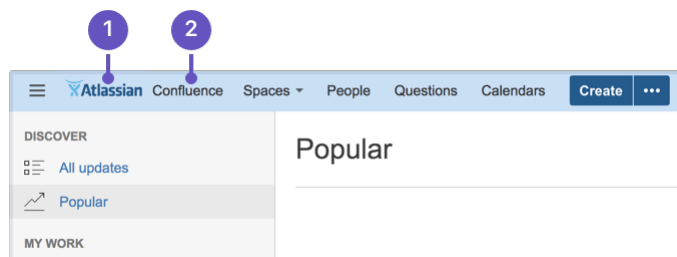 1 2
Atlassian Confluence Spaces People Questions Calendars Create
DISCOVER
All updates
Popular
MY WORK
Popular